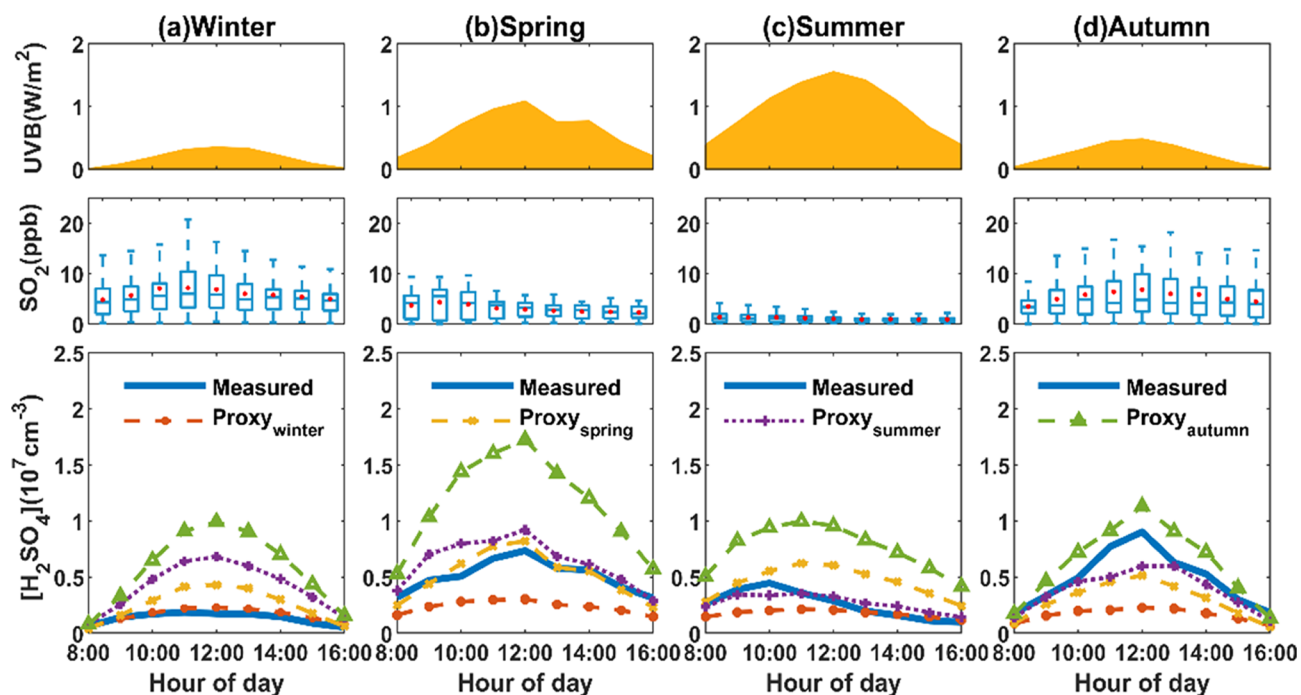 (a)Winter (b)Spring (c)Summer (d)Autumn
UVB(W/m²)
2 2 2 2
1 1 1 1
0 0 0 0
SO₂(ppb)
20 20 20 20
10 10 10 10
0 0 0 0
[H₂SO₄](10⁷cm⁻³)
2.5 2.5 2.5 2.5
2 2 2 2
Measured Measured Measured Measured
Proxy_winter Proxy_spring Proxy_summer Proxy_autumn
1.5 1.5 1.5 1.5
1 1 1 1
0.5 0.5 0.5 0.5
0 0 0 0
8:00 10:00 12:00 14:00 16:00 8:00 10:00 12:00 14:00 16:00 8:00 10:00 12:00 14:00 16:00 8:00 10:00 12:00 14:00 16:00
Hour of day Hour of day Hour of day Hour of day